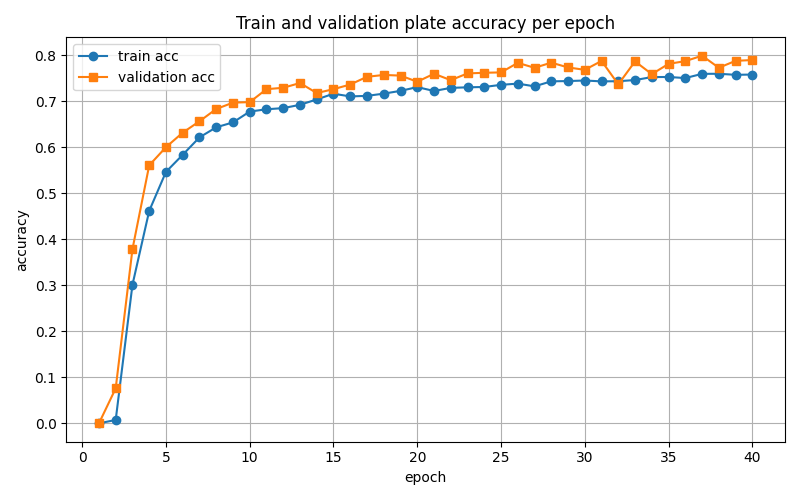 Train and validation plate accuracy per epoch
train acc
validation acc
accuracy
0.8
0.7
0.6
0.5
0.4
0.3
0.2
0.1
0.0
0 5 10 15 20 25 30 35 40
epoch